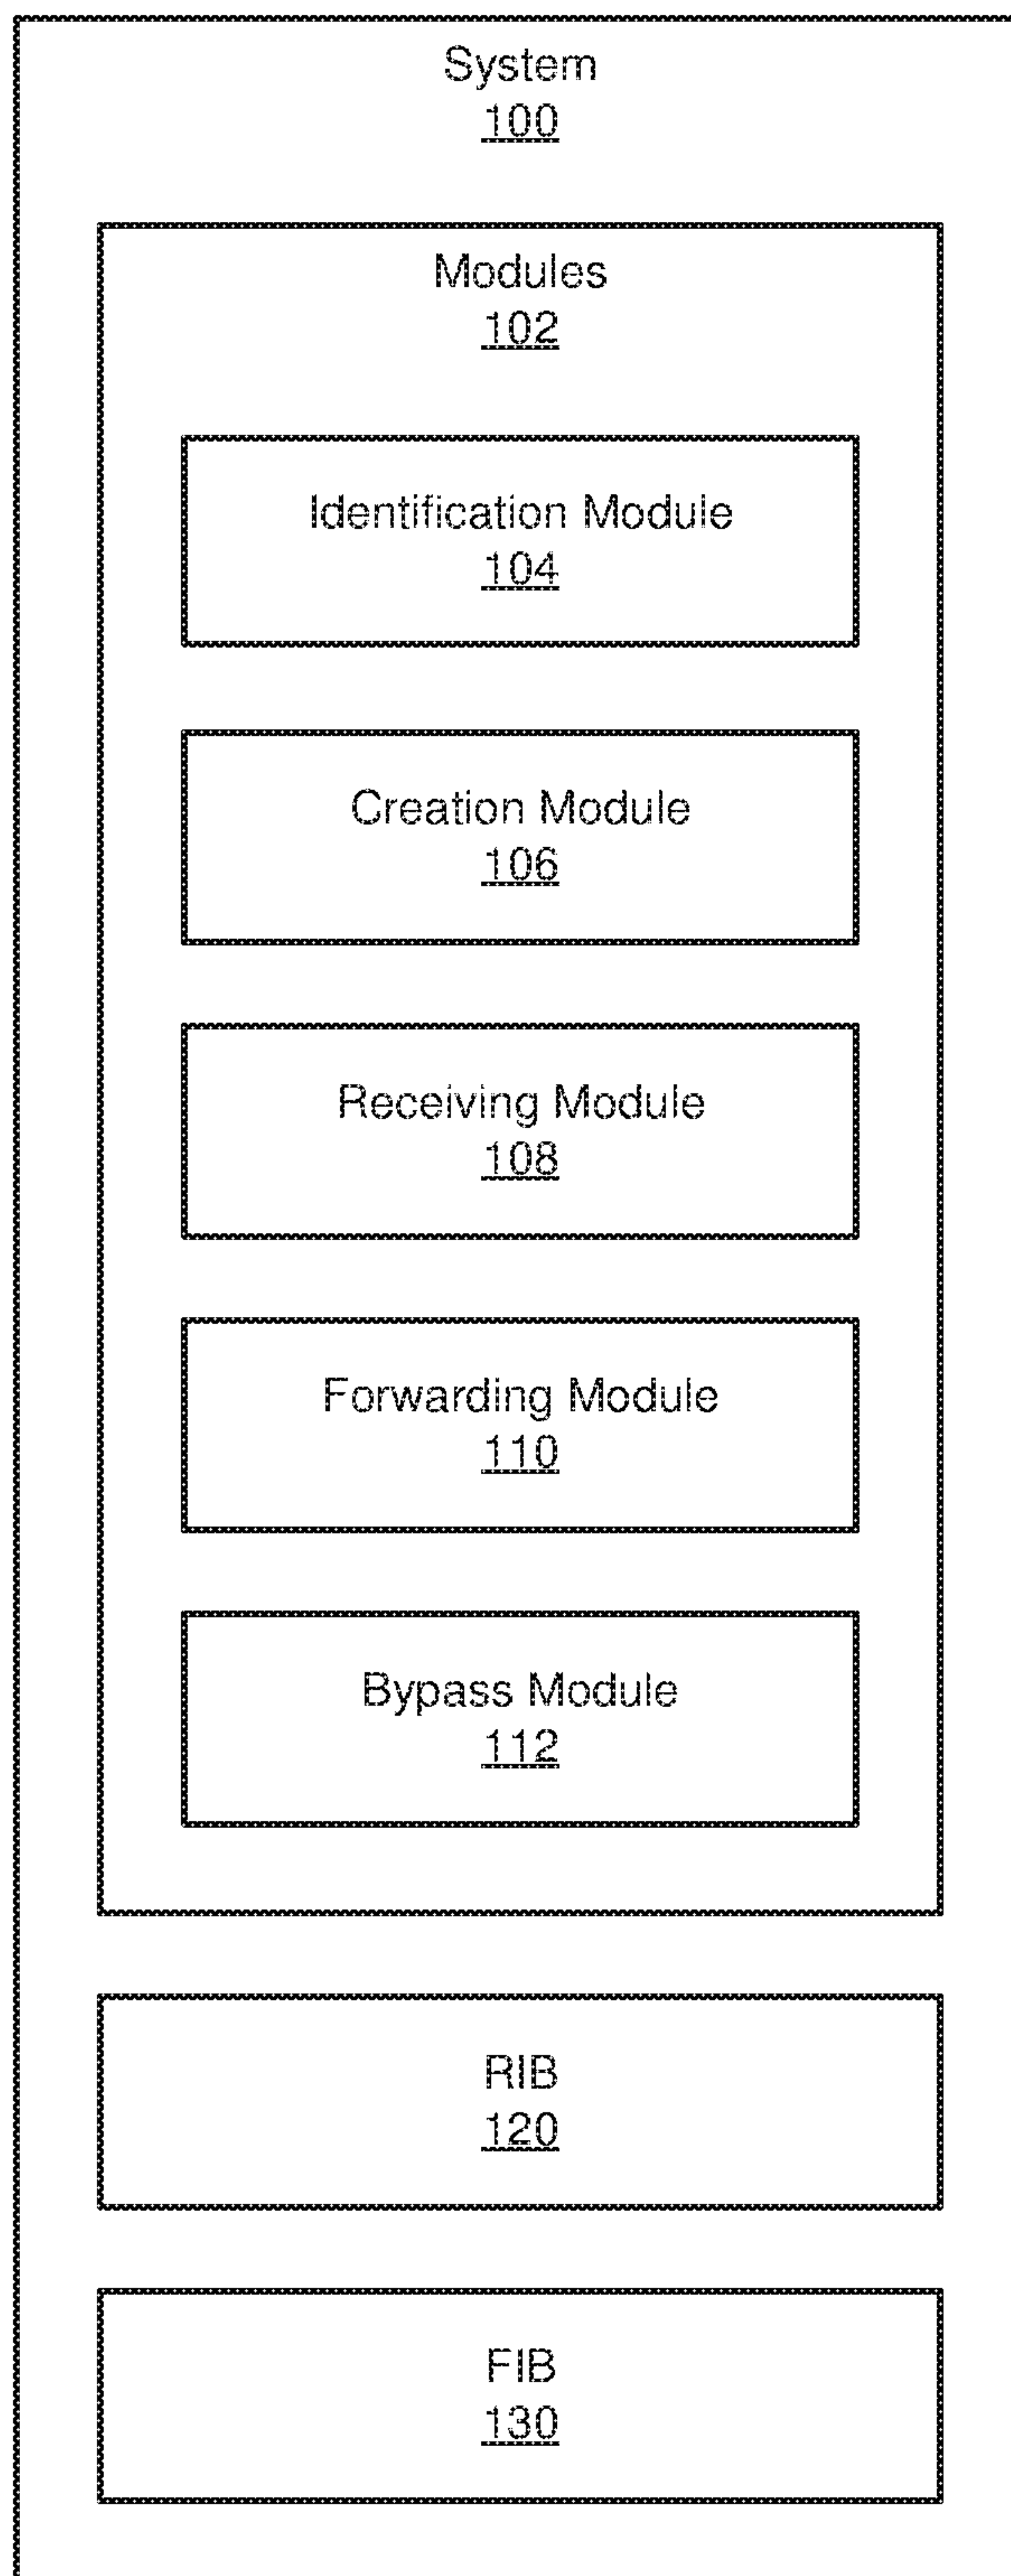 System
100
Modules
102
Identification Module
104
Creation Module
106
Receiving Module
108
Forwarding Module
110
Bypass Module
112
RIB
120
FIB
130